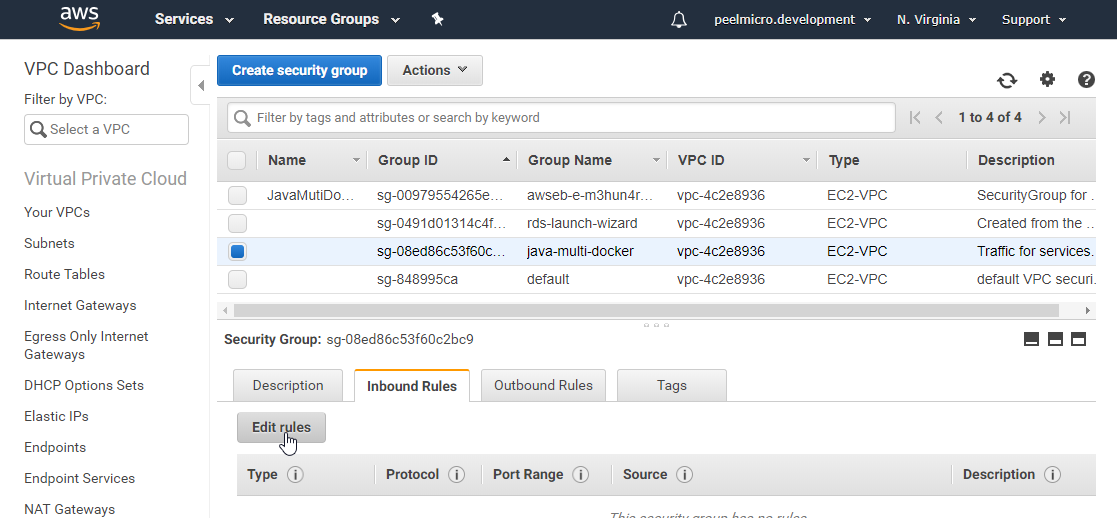 aws Services Resource Groups peelmicro.development N. Virginia Support
VPC Dashboard
Filter by VPC:
Select a VPC
Virtual Private Cloud
Your VPCs
Subnets
Route Tables
Internet Gateways
Egress Only Internet
Gateways
DHCP Options Sets
Elastic IPs
Endpoints
Endpoint Services
NAT Gateways
Create security group Actions
Filter by tags and attributes or search by keyword 1 to 4 of 4
Name Group ID Group Name VPC ID Type Description
JavaMutiDo... sg-00979554265e... awseb-e-m3hun4r... vpc-4c2e8936 EC2-VPC SecurityGroup for
sg-0491d01314c4f... rds-launch-wizard vpc-4c2e8936 EC2-VPC Created from the
sg-08ed86c53f60c... java-multi-docker vpc-4c2e8936 EC2-VPC Traffic for services.
sg-848995ca default vpc-4c2e8936 EC2-VPC default VPC securi.
Security Group: sg-08ed86c53f60c2bc9
Description Inbound Rules Outbound Rules Tags
Edit rules
Type Protocol Port Range Source Description
This security group has no rules